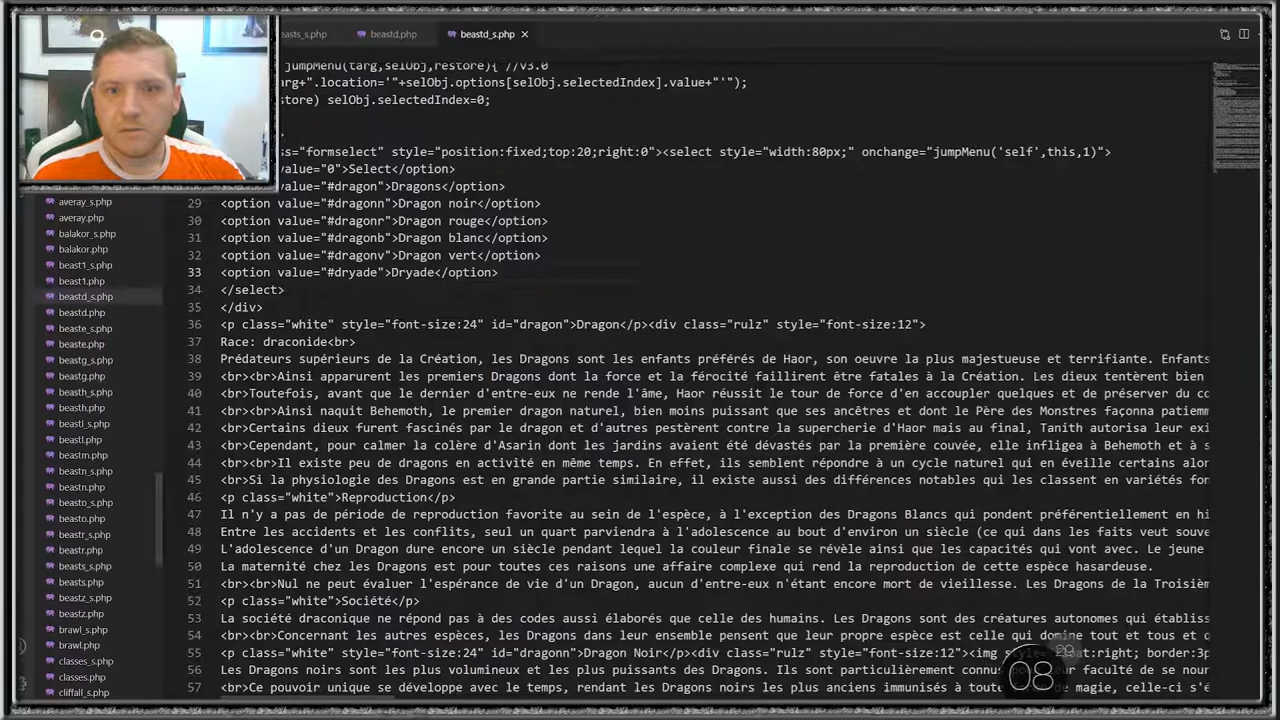 beasts_s.php beastd.php beastd_s.php
jumpMenu(targ,selObj,restore){ //v3.0
targ+".location='"+selObj.options[selObj.selectedIndex].value+"'");
store) selObj.selectedIndex=0;
ss="formselect" style="position:fixed;top:20;right:0"><select style="width:80px;" onchange="jumpMenu('self',this,1)">
value="0">Select</option>
value="#dragon">Dragons</option>
29 <option value="#dragonn">Dragon noir</option>
30 <option value="#dragonr">Dragon rouge</option>
31 <option value="#dragonb">Dragon blanc</option>
32 <option value="#dragonv">Dragon vert</option>
33 <option value="#dryade">Dryade</option>
34 </select>
35 </div>
36 <p class="white" style="font-size:24" id="dragon">Dragon</p><div class="rulz" style="font-size:12">
37 Race: draconide<br>
38 Prédateurs supérieurs de la Création, les Dragons sont les enfants préférés de Haor, son oeuvre la plus majestueuse et terrifiante. Enfants
39 <br><br>Ainsi apparurent les premiers Dragons dont la force et la férocité faillirent être fatales à la Création. Les dieux tentèrent bien
40 <br>Toutefois, avant que le dernier d'entre-eux ne rende l'âme, Haor réussit le tour de force d'en accoupler quelques et de préserver du co
41 <br><br>Ainsi naquit Behemoth, le premier dragon naturel, bien moins puissant que ses ancêtres et dont le Père des Monstres façonna patiemm
42 <br>Certains dieux furent fascinés par le dragon et d'autres pestèrent contre la supercherie d'Haor mais au final, Tanith autorisa leur exi
43 <br>Cependant, pour calmer la colère d'Asarin dont les jardins avaient été dévastés par la première couvée, elle infligea à Behemoth et à s
44 <br><br>Il existe peu de dragons en activité en même temps. En effet, ils semblent répondre à un cycle naturel qui en éveille certains alor
45 <br>Si la physiologie des Dragons est en grande partie similaire, il existe aussi des différences notables qui les classent en variétés for
46 <p class="white">Reproduction</p>
47 Il n'y a pas de période de reproduction favorite au sein de l'espèce, à l'exception des Dragons Blancs qui pondent préférentiellement en hi
48 Entre les accidents et les conflits, seul un quart parviendra à l'adolescence au bout d'environ un siècle (ce qui dans les faits veut souve
49 L'adolescence d'un Dragon dure encore un siècle pendant lequel la couleur finale se révèle ainsi que les capacités qui vont avec. Le jeune
50 La maternité chez les Dragons est pour toutes ces raisons une affaire complexe qui rend la reproduction de cette espèce hasardeuse.
51 <br><br>Nul ne peut évaluer l'espérance de vie d'un Dragon, aucun d'entre-eux n'étant encore mort de vieillesse. Les Dragons de la Troisièm
52 <p class="white">Société</p>
53 La société draconique ne répond pas à des codes aussi élaborés que celle des humains. Les Dragons sont des créatures autonomes qui établiss
54 <br><br>Concernant les autres espèces, les Dragons dans leur ensemble pensent que leur propre espèce est celle qui domine tout et tous et q
55 <p class="white" style="font-size:24" id="dragonn">Dragon Noir</p><div class="rulz" style="font-size:12"><img style="float:right; border:3p
56 Les Dragons noirs sont les plus volumineux et les plus puissants des Dragons. Ils sont particulièrement connus faculté de se nour
57 <br>Ce pouvoir unique se développe avec le temps, rendant les Dragons noirs les plus anciens immunisés à toute de magie, celle-ci s'é
averay_s.php
averay.php
balakor_s.php
balakor.php
beast1_s.php
beast1.php
beastd_s.php
beastd.php
beaste_s.php
beaste.php
beastg_s.php
beastg.php
beasth_s.php
beasth.php
beastl_s.php
beastl.php
beastm.php
beastn_s.php
beastn.php
beasto_s.php
beasto.php
beastr_s.php
beastr.php
beasts_s.php
beasts.php
beastz_s.php
beastz.php
brawl_s.php
brawl.php
classes_s.php
classes.php
cliffall_s.php
08